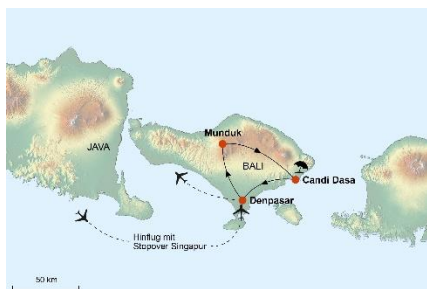 Munduk
JAVA
BALI
Candi Dasa
Denpasar
Hinflug mit
Stopover Singapur
50 km